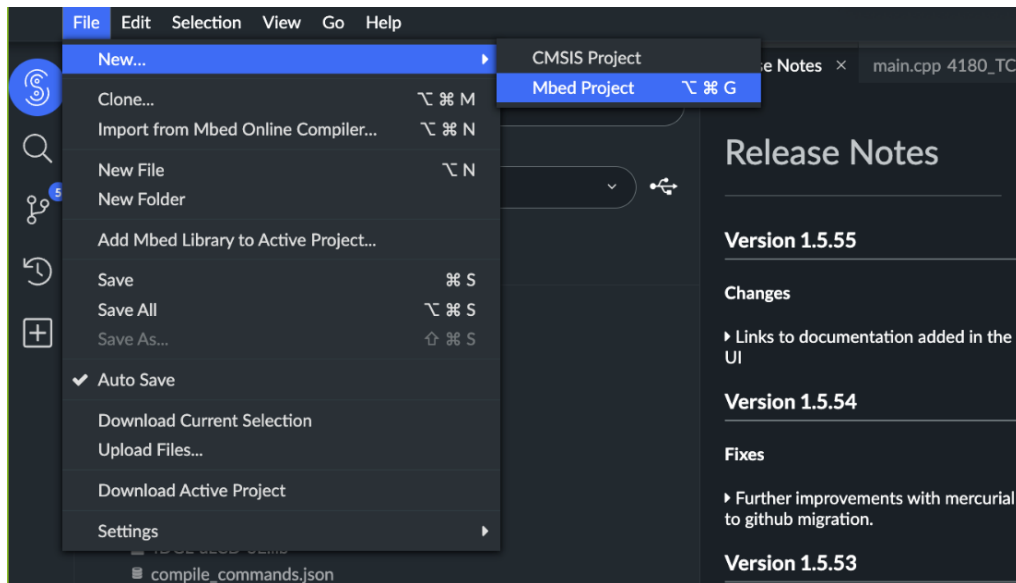 File Edit Selection View Go Help
New...
CMSIS Project
Mbed Project ⌥ ⌘ G
Clone... ⌥ ⌘ M
Import from Mbed Online Compiler... ⌥ ⌘ N
New File ⌥ N
New Folder
Add Mbed Library to Active Project...
Save ⌘ S
Save All ⌥ ⌘ S
Save As... ⇧ ⌘ S
Auto Save
Download Current Selection
Upload Files...
Download Active Project
Settings
compile_commands.json
5
Notes × main.cpp 4180_TC
Release Notes
Version 1.5.55
Changes
Links to documentation added in the
UI
Version 1.5.54
Fixes
Further improvements with mercurial
to github migration.
Version 1.5.53